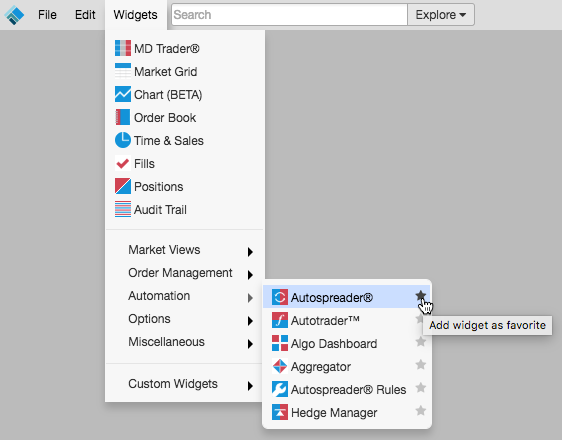 File Edit Widgets Search Explore
MD Trader®
Market Grid
Chart (BETA)
Order Book
Time & Sales
Fills
Positions
Audit Trail
Market Views
Order Management
Automation
Options
Miscellaneous
Custom Widgets
Autospreader®
Add widget as favorite
Autotrader™
Algo Dashboard
Aggregator
Autospreader® Rules
Hedge Manager